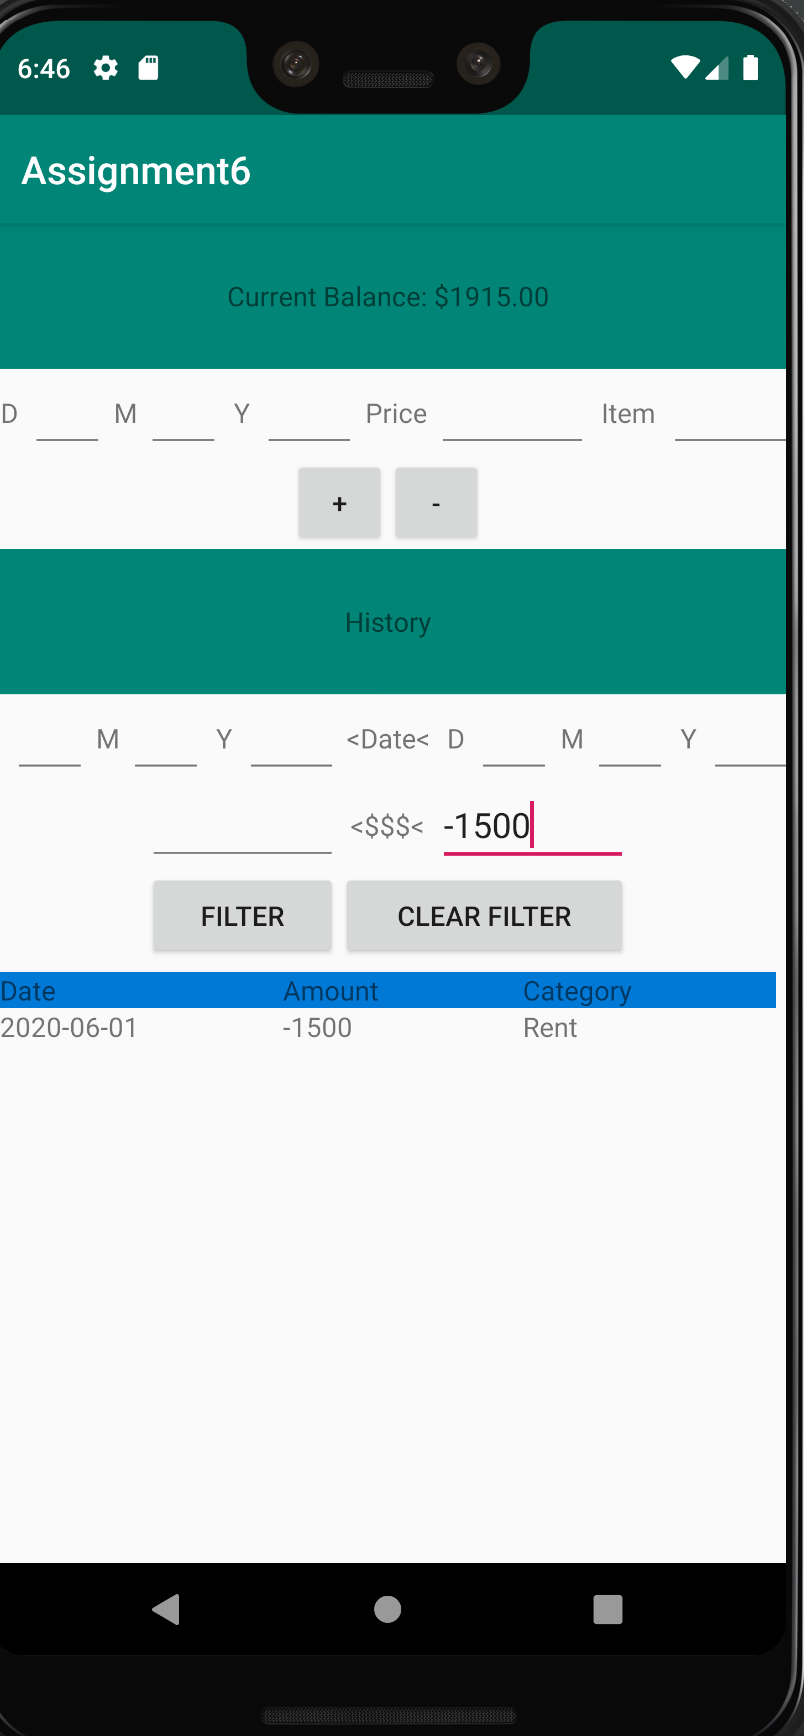 6:46
Assignment6
Current Balance: $1915.00
D M Y Price Item
+ -
History
M Y <Date< D M Y
<$$$< -1500
FILTER CLEAR FILTER
Date Amount Category
2020-06-01 -1500 Rent